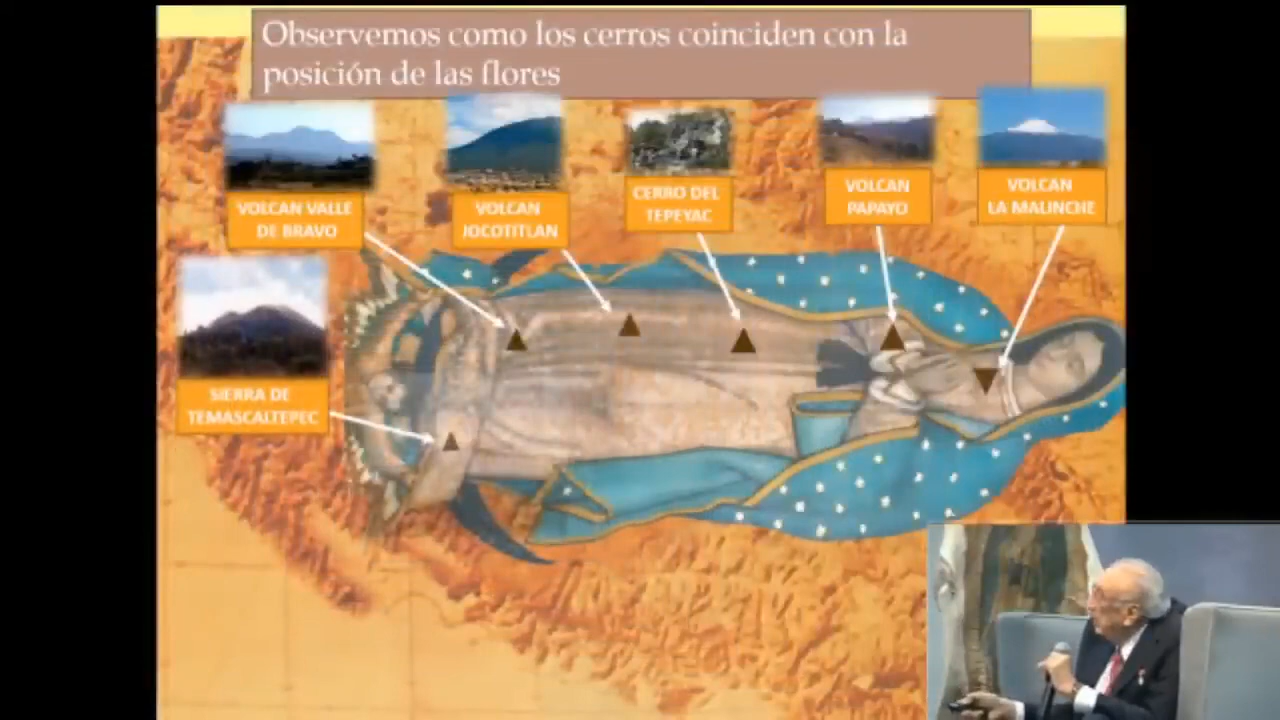 Observemos como los cerros coinciden con la
posición de las flores
VOLCAN VALLE
DE BRAVO
VOLCAN
JOCOTITLAN
CERRO DEL
TEPEYAC
VOLCAN
PAPAYO
VOLCAN
LA MALINCHE
SIERRA DE
TEMASCALTEPEC